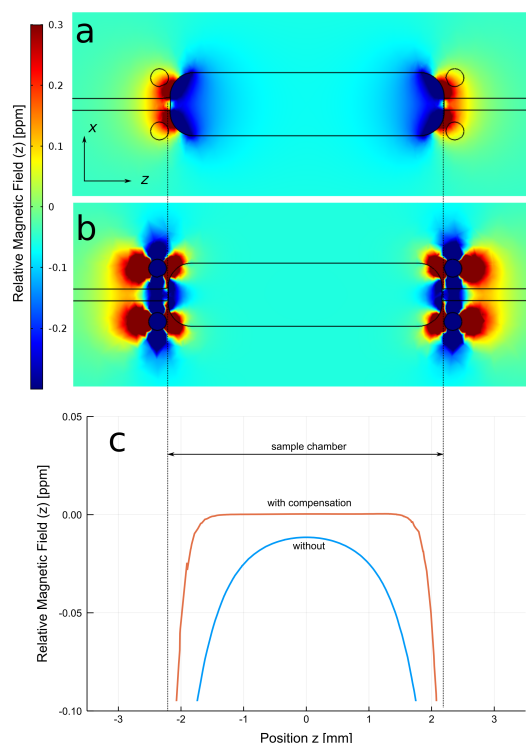 a
0.3
0.2
0.1
0
-0.1
-0.2
Relative Magnetic Field (z) [ppm]
x
z
b
c
0.05
0.00
-0.05
-0.10
Relative Magnetic Field (z) [ppm]
sample chamber
with compensation
without
-3 -2 -1 0 1 2 3
Position z [mm]